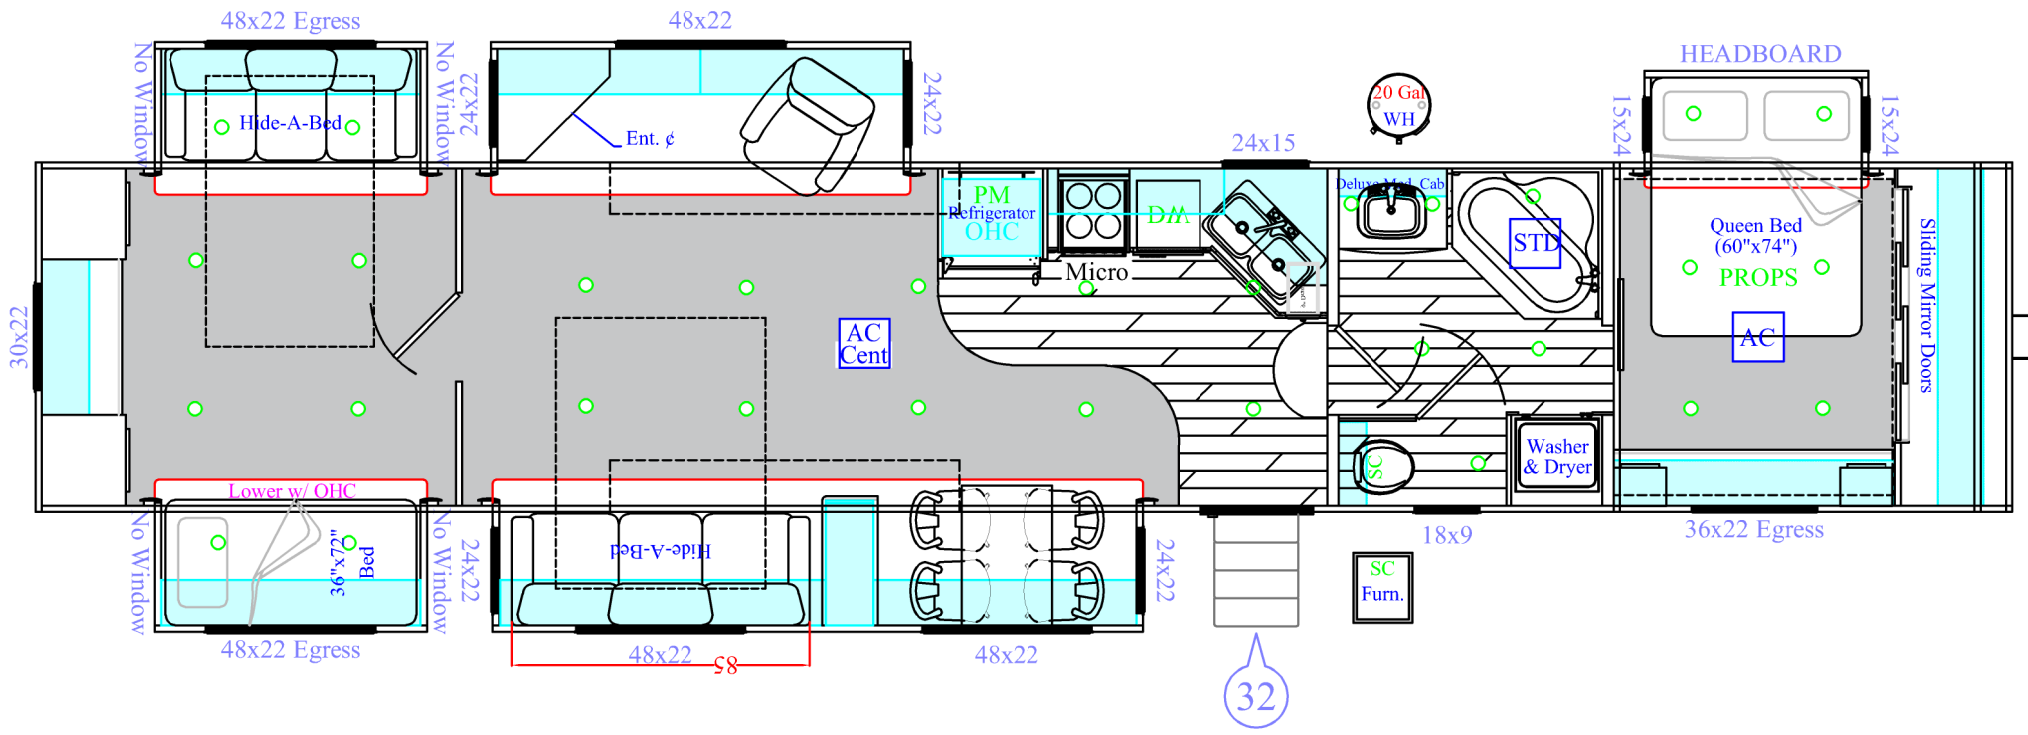 48x22 Egress
48x22
HEADBOARD
No Window
No Window
24x22
24x22
Hide-A-Bed
Ent. ¢
20 Gal
WH
24x15
15x24
15x24
PM
Refrigerator
OHC
DW
Micro
Deluxe Med. Cab
STD
Queen Bed
(60"x74")
PROPS
AC
Sliding Mirror Doors
30x22
AC
Cent
Lower w/ OHC
36"x72"
Bed
No Window
No Window
24x22
Hide-A-Bed
24x22
SC
Washer
& Dryer
18x9
36x22 Egress
SC
Furn.
48x22 Egress
48x22
85
48x22
32